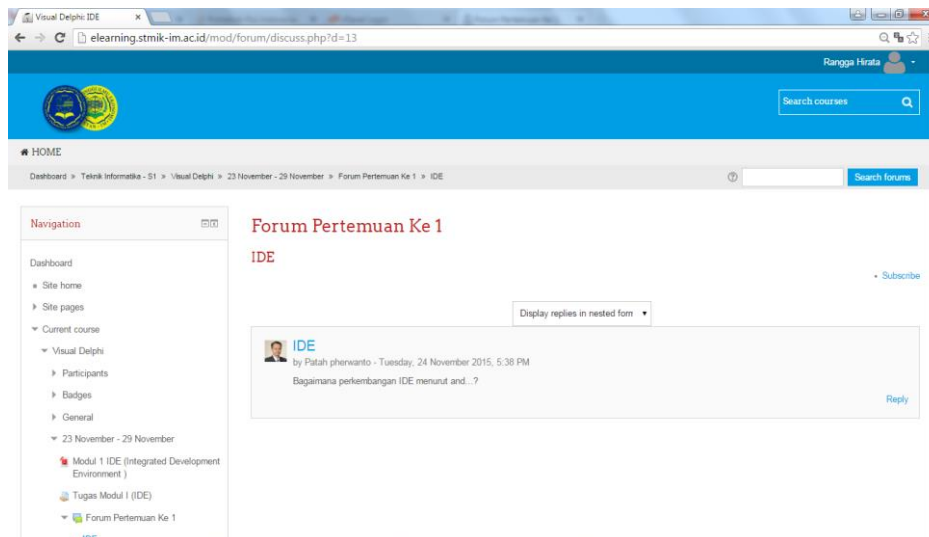 Visual Delphi: IDE
elearning.stmik-im.ac.id/mod/forum/discuss.php?d=13
Rangga Hirata
Search courses
HOME
Dashboard » Teknik Informatika - S1 » Visual Delphi » 23 November - 29 November » Forum Pertemuan Ke 1 » IDE
Search forums
Navigation
Dashboard
Site home
Site pages
Current course
Visual Delphi
Participants
Badges
General
23 November - 29 November
Modul 1 IDE (Integrated Development
Environment )
Tugas Modul I (IDE)
Forum Pertemuan Ke 1
IDE
Forum Pertemuan Ke 1
IDE
Subscribe
Display replies in nested form
IDE
by Patah pherwanto - Tuesday, 24 November 2015, 5:38 PM
Bagaimana perkembangan IDE menurut and...?
Reply